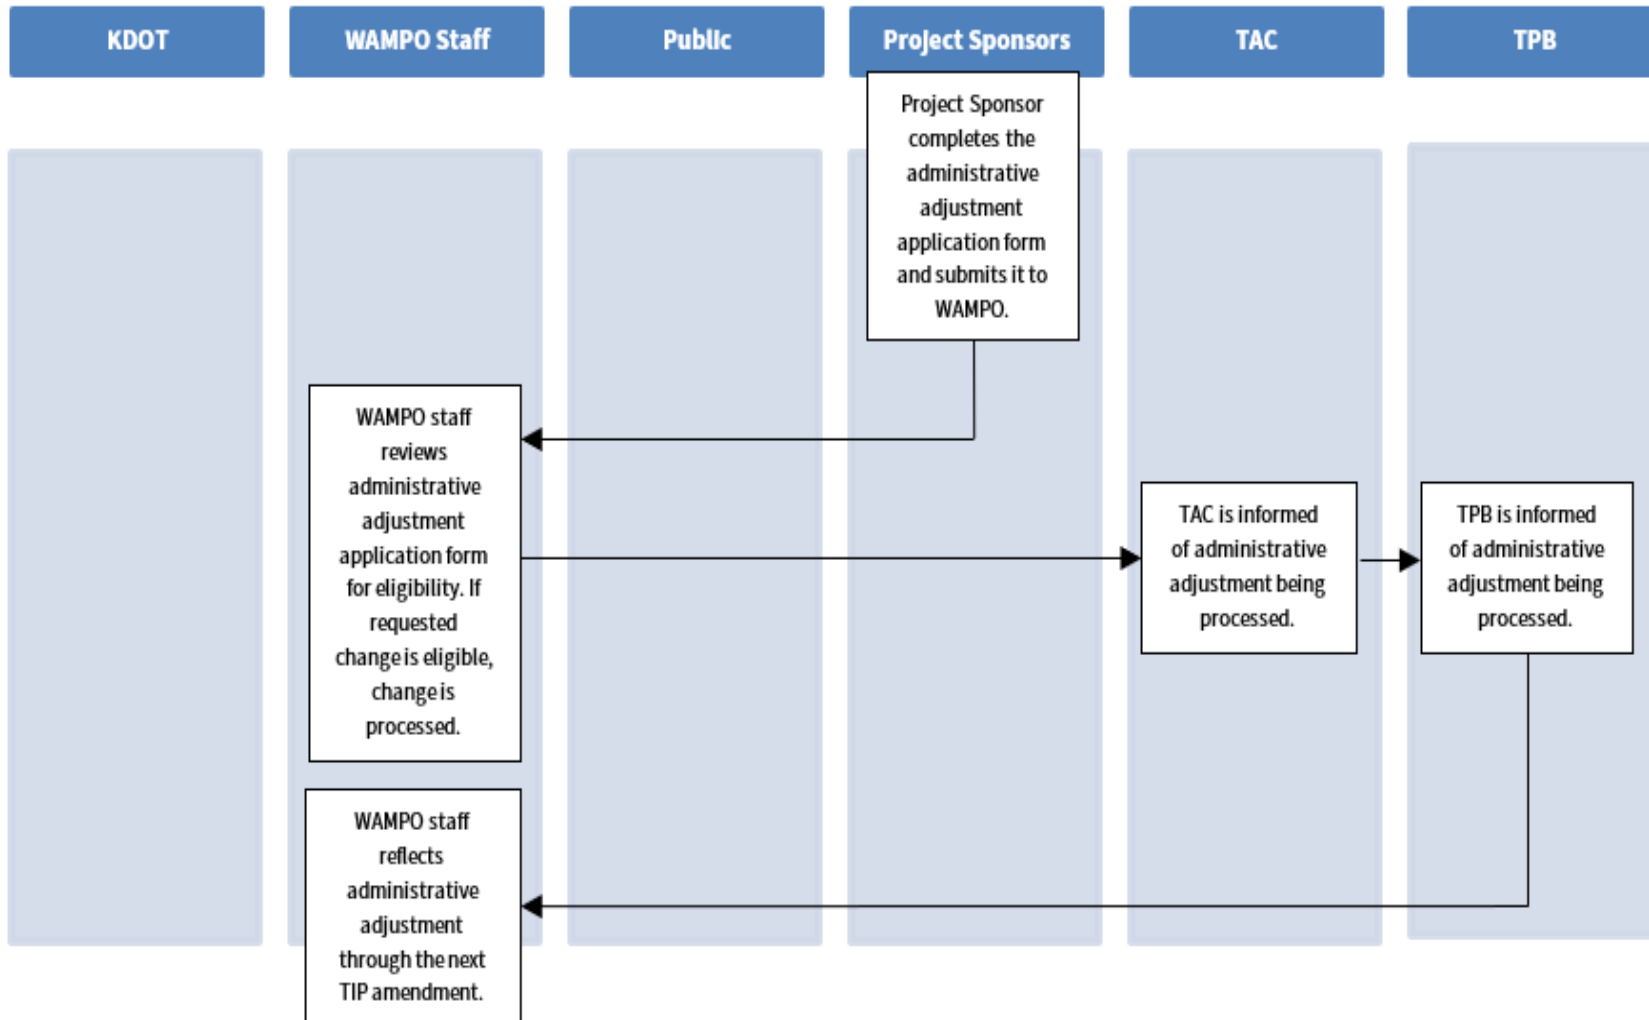 KDOT
WAMPO Staff
Public
Project Sponsors
TAC
TPB
Project Sponsor
completes the
administrative
adjustment
application form
and submits it to
WAMPO.
WAMPO staff
reviews
administrative
adjustment
application form
for eligibility. If
requested
change is eligible,
change is
processed.
TAC is informed
of administrative
adjustment being
processed.
TPB is informed
of administrative
adjustment being
processed.
WAMPO staff
reflects
administrative
adjustment
through the next
TIP amendment.